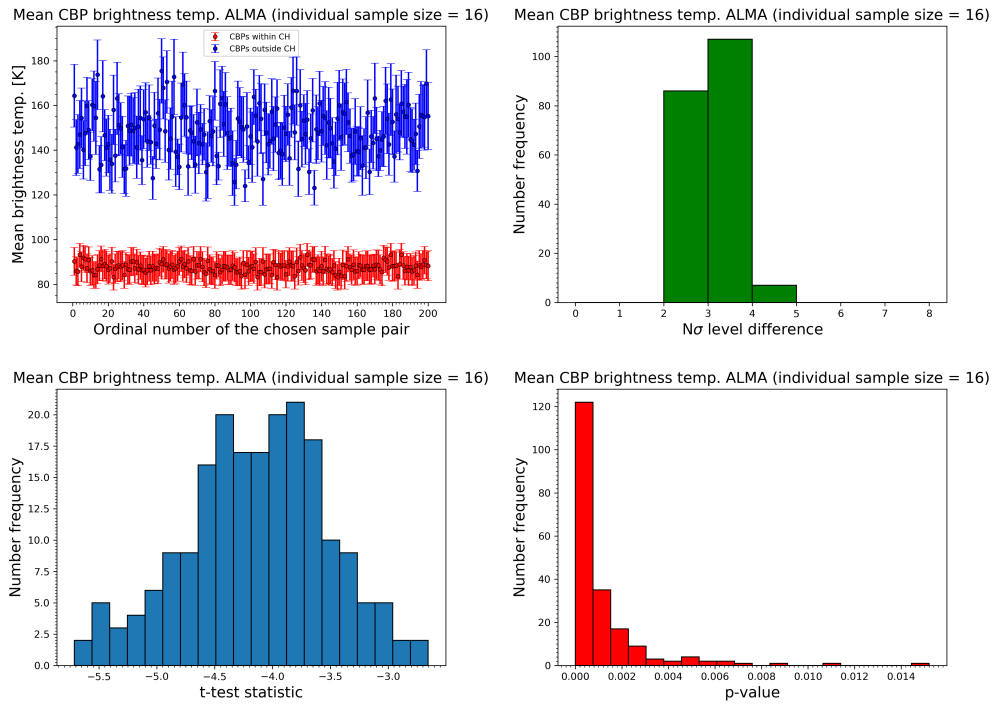 Mean CBP brightness temp. ALMA (individual sample size = 16)
CBPs within CH
CBPs outside CH
Mean brightness temp. [K]
180
160
140
120
100
80
0 20 40 60 80 100 120 140 160 180 200
Ordinal number of the chosen sample pair
Mean CBP brightness temp. ALMA (individual sample size = 16)
Number frequency
100
80
60
40
20
0
0 1 2 3 4 5 6 7 8
Nσ level difference
Mean CBP brightness temp. ALMA (individual sample size = 16)
Number frequency
20.0
17.5
15.0
12.5
10.0
7.5
5.0
2.5
0.0
−5.5 −5.0 −4.5 −4.0 −3.5 −3.0
t-test statistic
Mean CBP brightness temp. ALMA (individual sample size = 16)
Number frequency
120
100
80
60
40
20
0
0.000 0.002 0.004 0.006 0.008 0.010 0.012 0.014
p-value